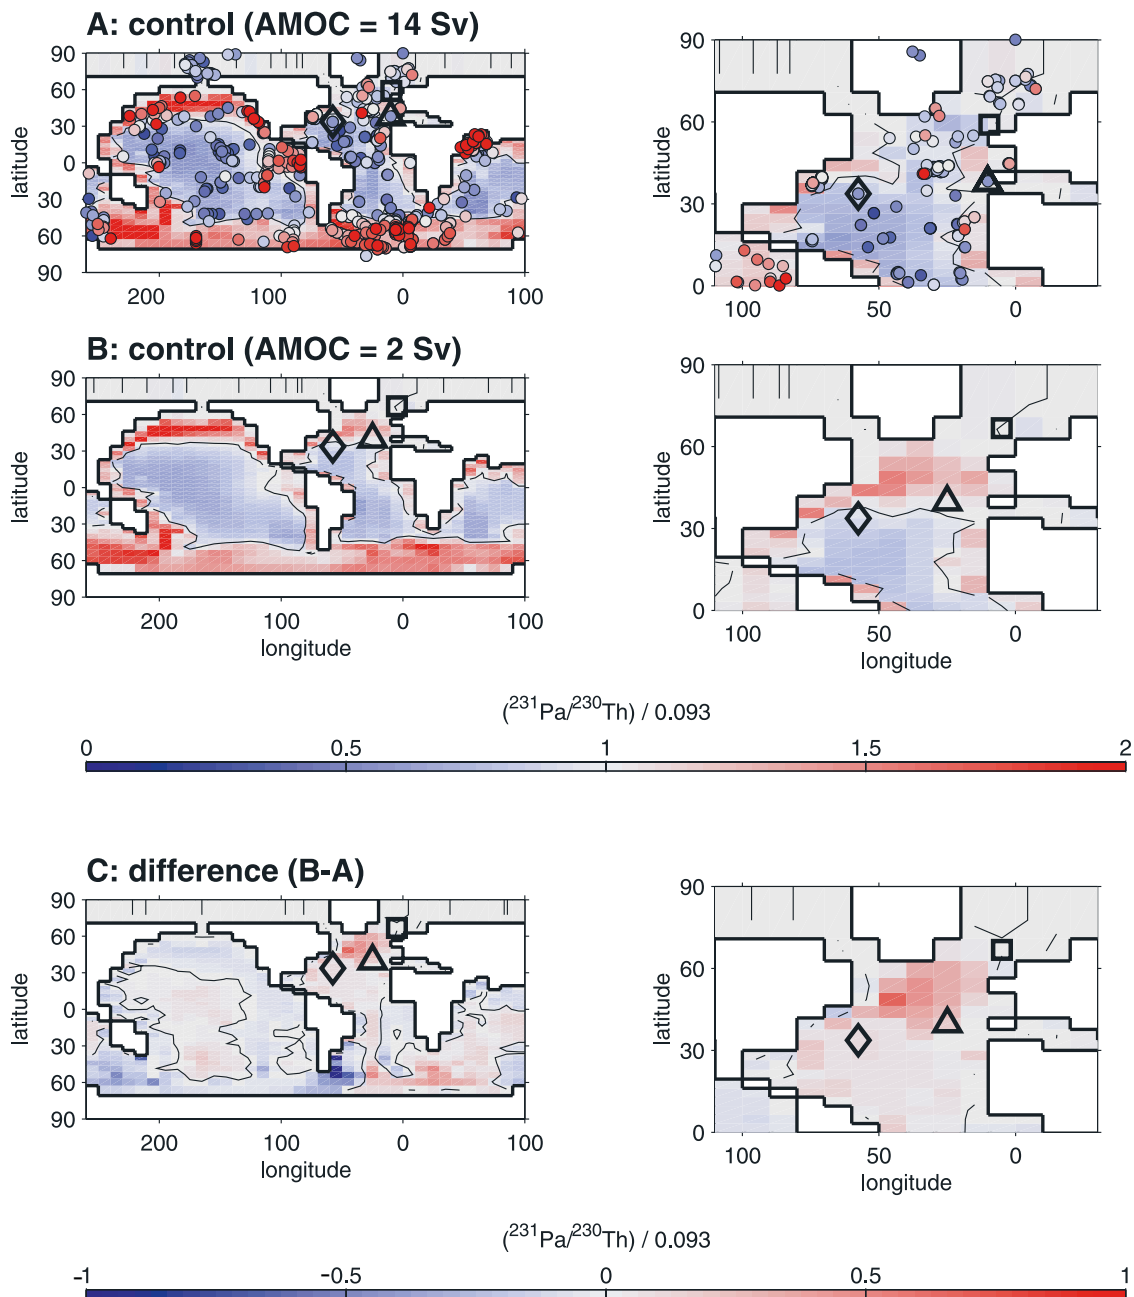 A: control (AMOC = 14 Sv)
90
60
30
0
30
60
90
latitude
200 100 0 100
90
60
30
0
latitude
100 50 0
B: control (AMOC = 2 Sv)
90
60
30
0
30
60
90
latitude
200 100 0 100
longitude
90
60
30
0
latitude
100 50 0
longitude
(²³¹Pa/²³⁰Th) / 0.093
0 0.5 1 1.5 2
C: difference (B-A)
90
60
30
0
30
60
90
latitude
200 100 0 100
longitude
90
60
30
0
latitude
100 50 0
longitude
(²³¹Pa/²³⁰Th) / 0.093
-1 -0.5 0 0.5 1